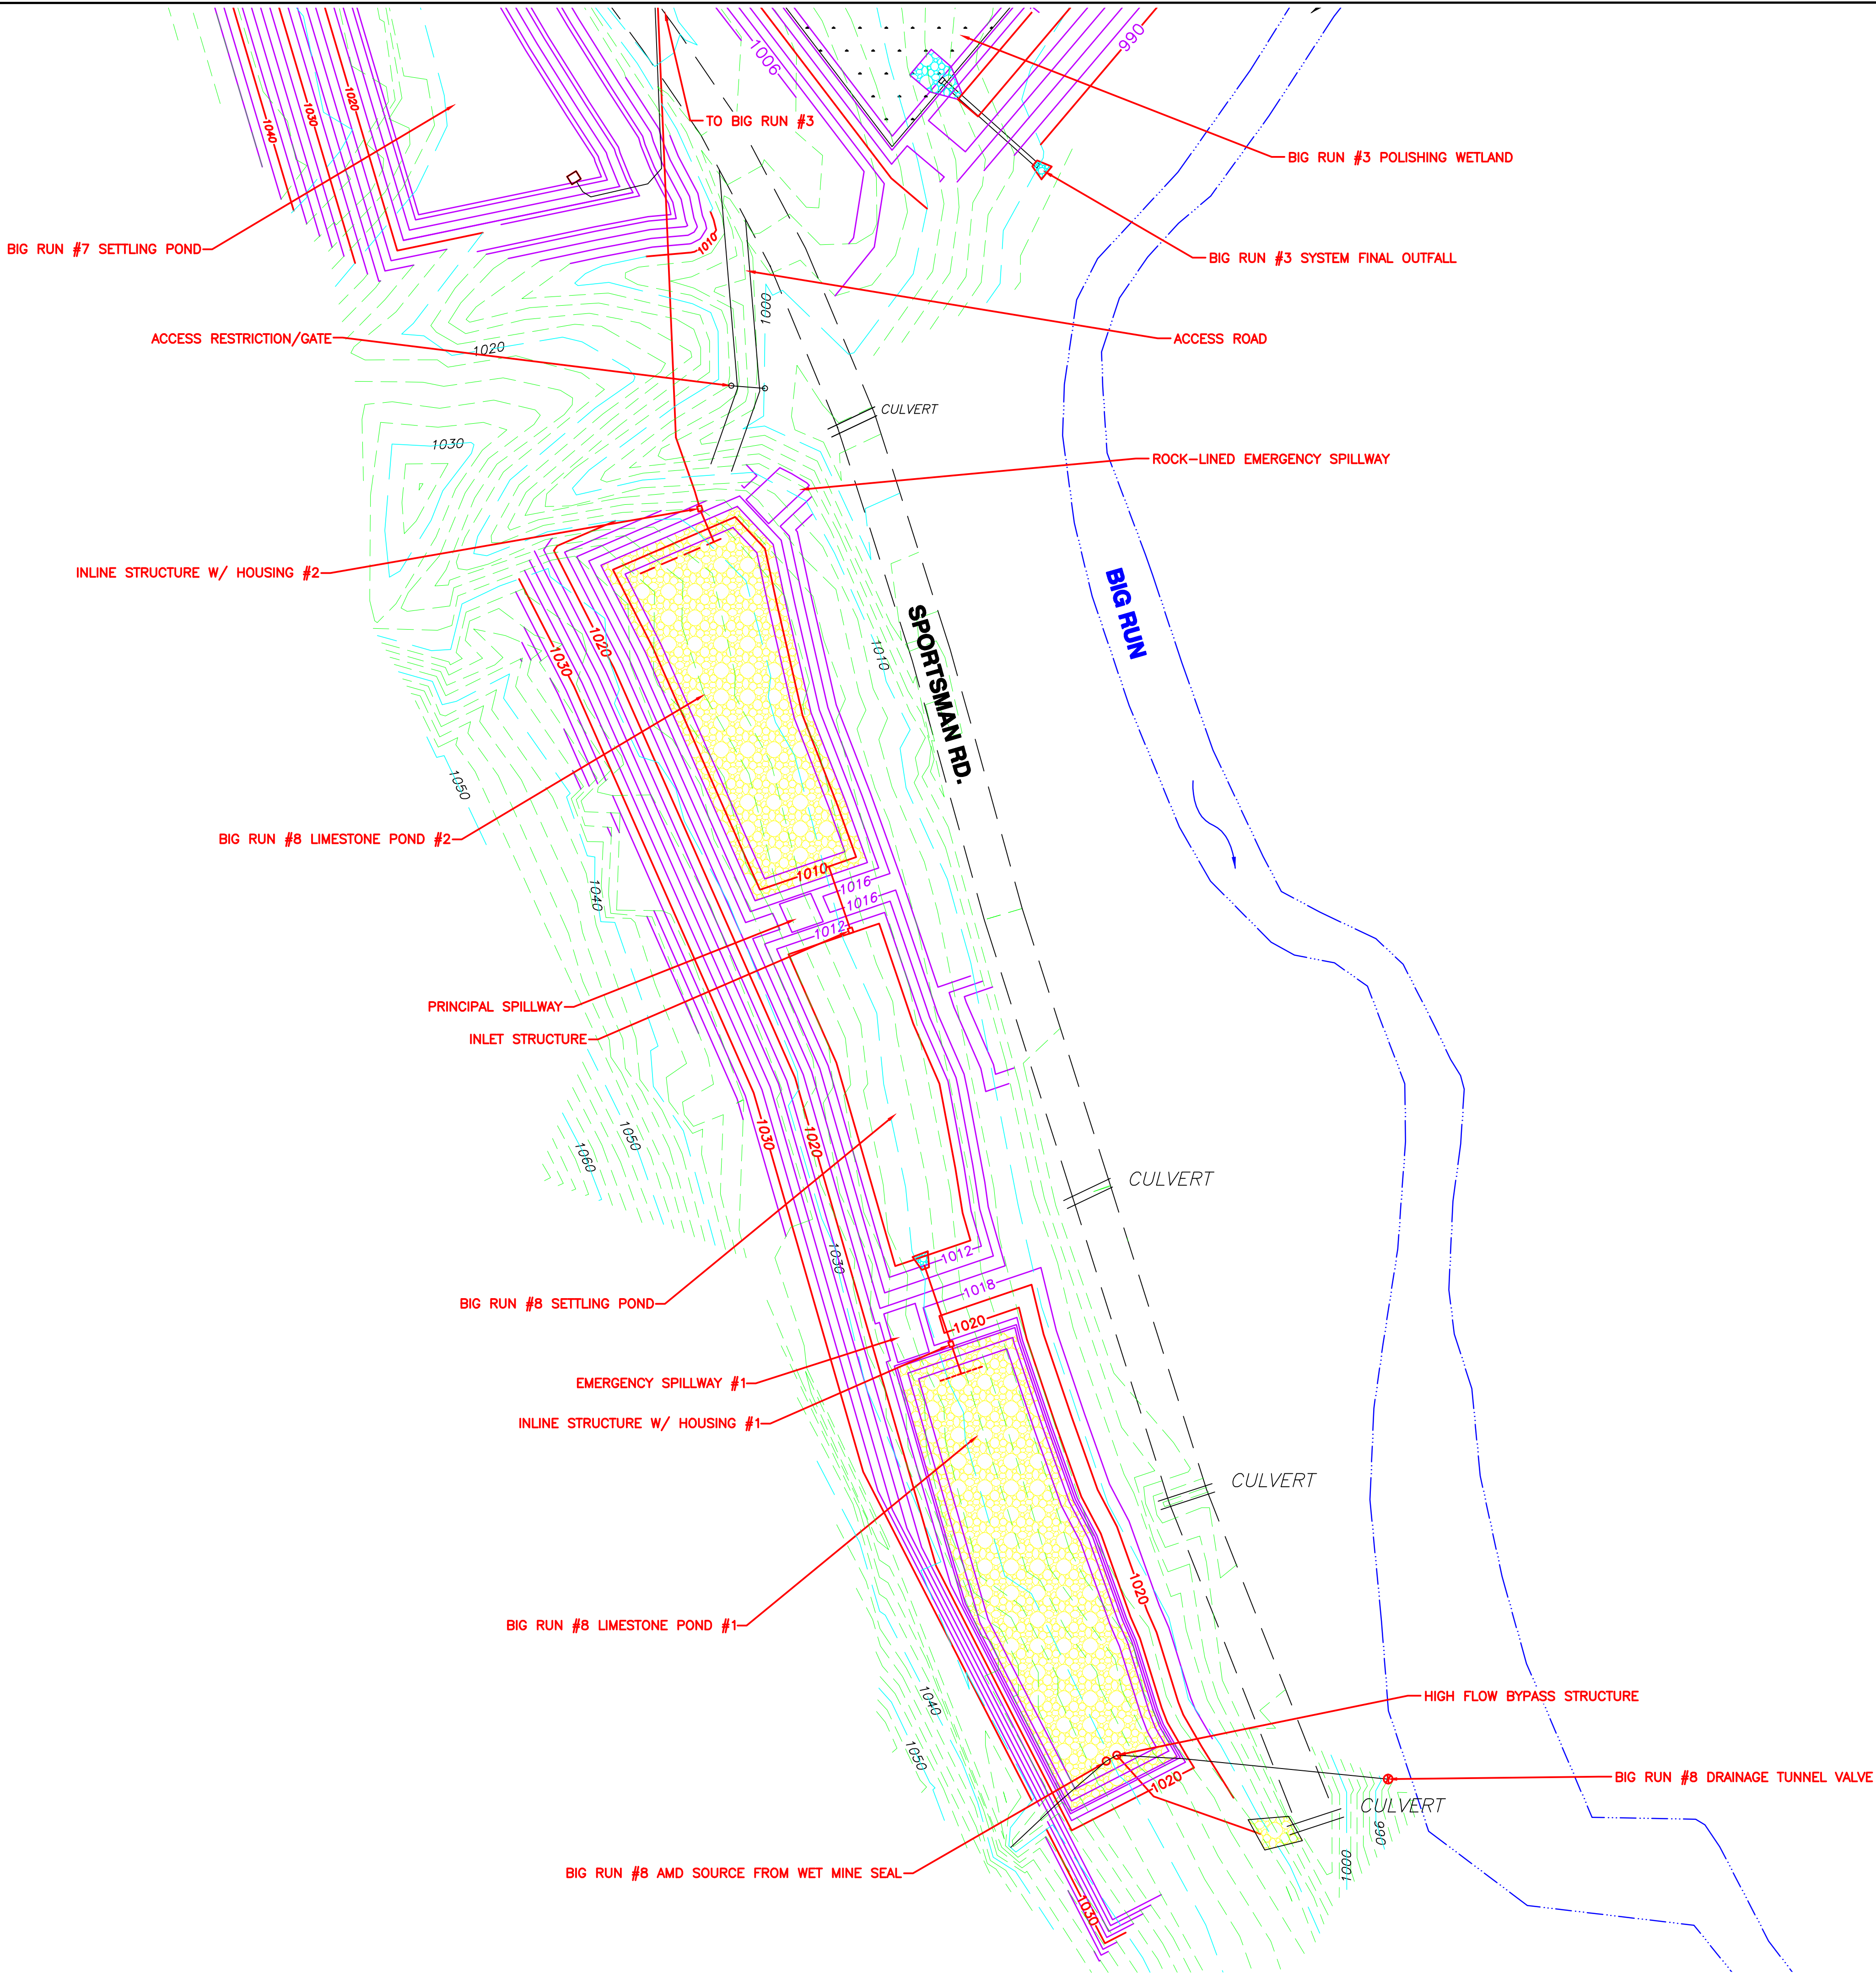 1006
990
1040
1030
1020
TO BIG RUN #3
BIG RUN #3 POLISHING WETLAND
BIG RUN #7 SETTLING POND
1010
BIG RUN #3 SYSTEM FINAL OUTFALL
1000
ACCESS RESTRICTION/GATE
ACCESS ROAD
1020
CULVERT
1030
ROCK-LINED EMERGENCY SPILLWAY
INLINE STRUCTURE W/ HOUSING #2
BIG RUN
SPORTSMAN RD.
1020
1030
1010
1050
BIG RUN #8 LIMESTONE POND #2
1010
1016
1016
1012
1040
PRINCIPAL SPILLWAY
INLET STRUCTURE
1030
1020
1050
1060
CULVERT
1030
1012
1018
BIG RUN #8 SETTLING POND
1020
EMERGENCY SPILLWAY #1
INLINE STRUCTURE W/ HOUSING #1
CULVERT
1020
BIG RUN #8 LIMESTONE POND #1
1040
1050
HIGH FLOW BYPASS STRUCTURE
BIG RUN #8 DRAINAGE TUNNEL VALVE
1020
CULVERT
990
1000
BIG RUN #8 AMD SOURCE FROM WET MINE SEAL
1030